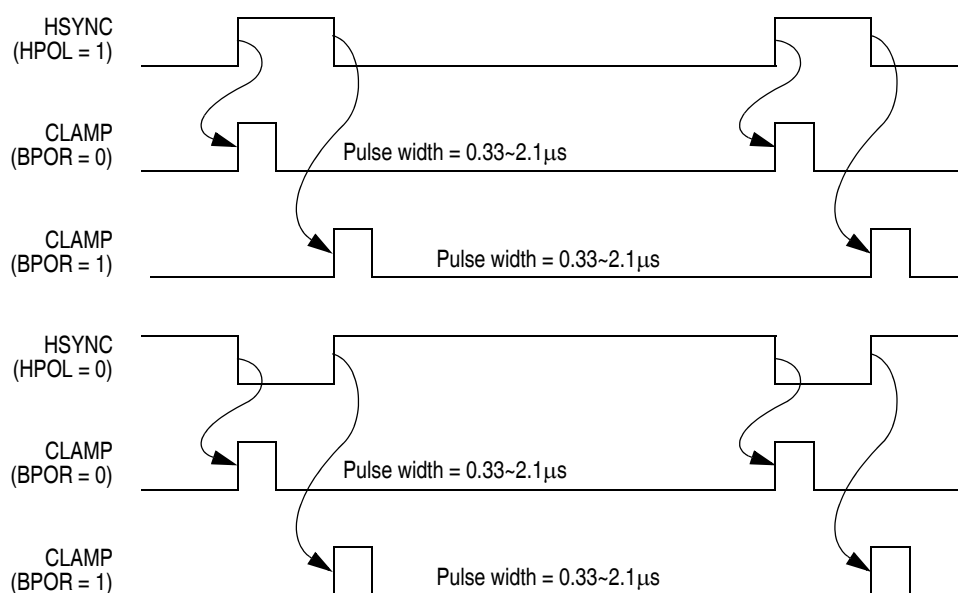 HSYNC
(HPOL = 1)
CLAMP
(BPOR = 0)
Pulse width = 0.33~2.1µs
CLAMP
(BPOR = 1)
Pulse width = 0.33~2.1µs
HSYNC
(HPOL = 0)
CLAMP
(BPOR = 0)
Pulse width = 0.33~2.1µs
CLAMP
(BPOR = 1)
Pulse width = 0.33~2.1µs